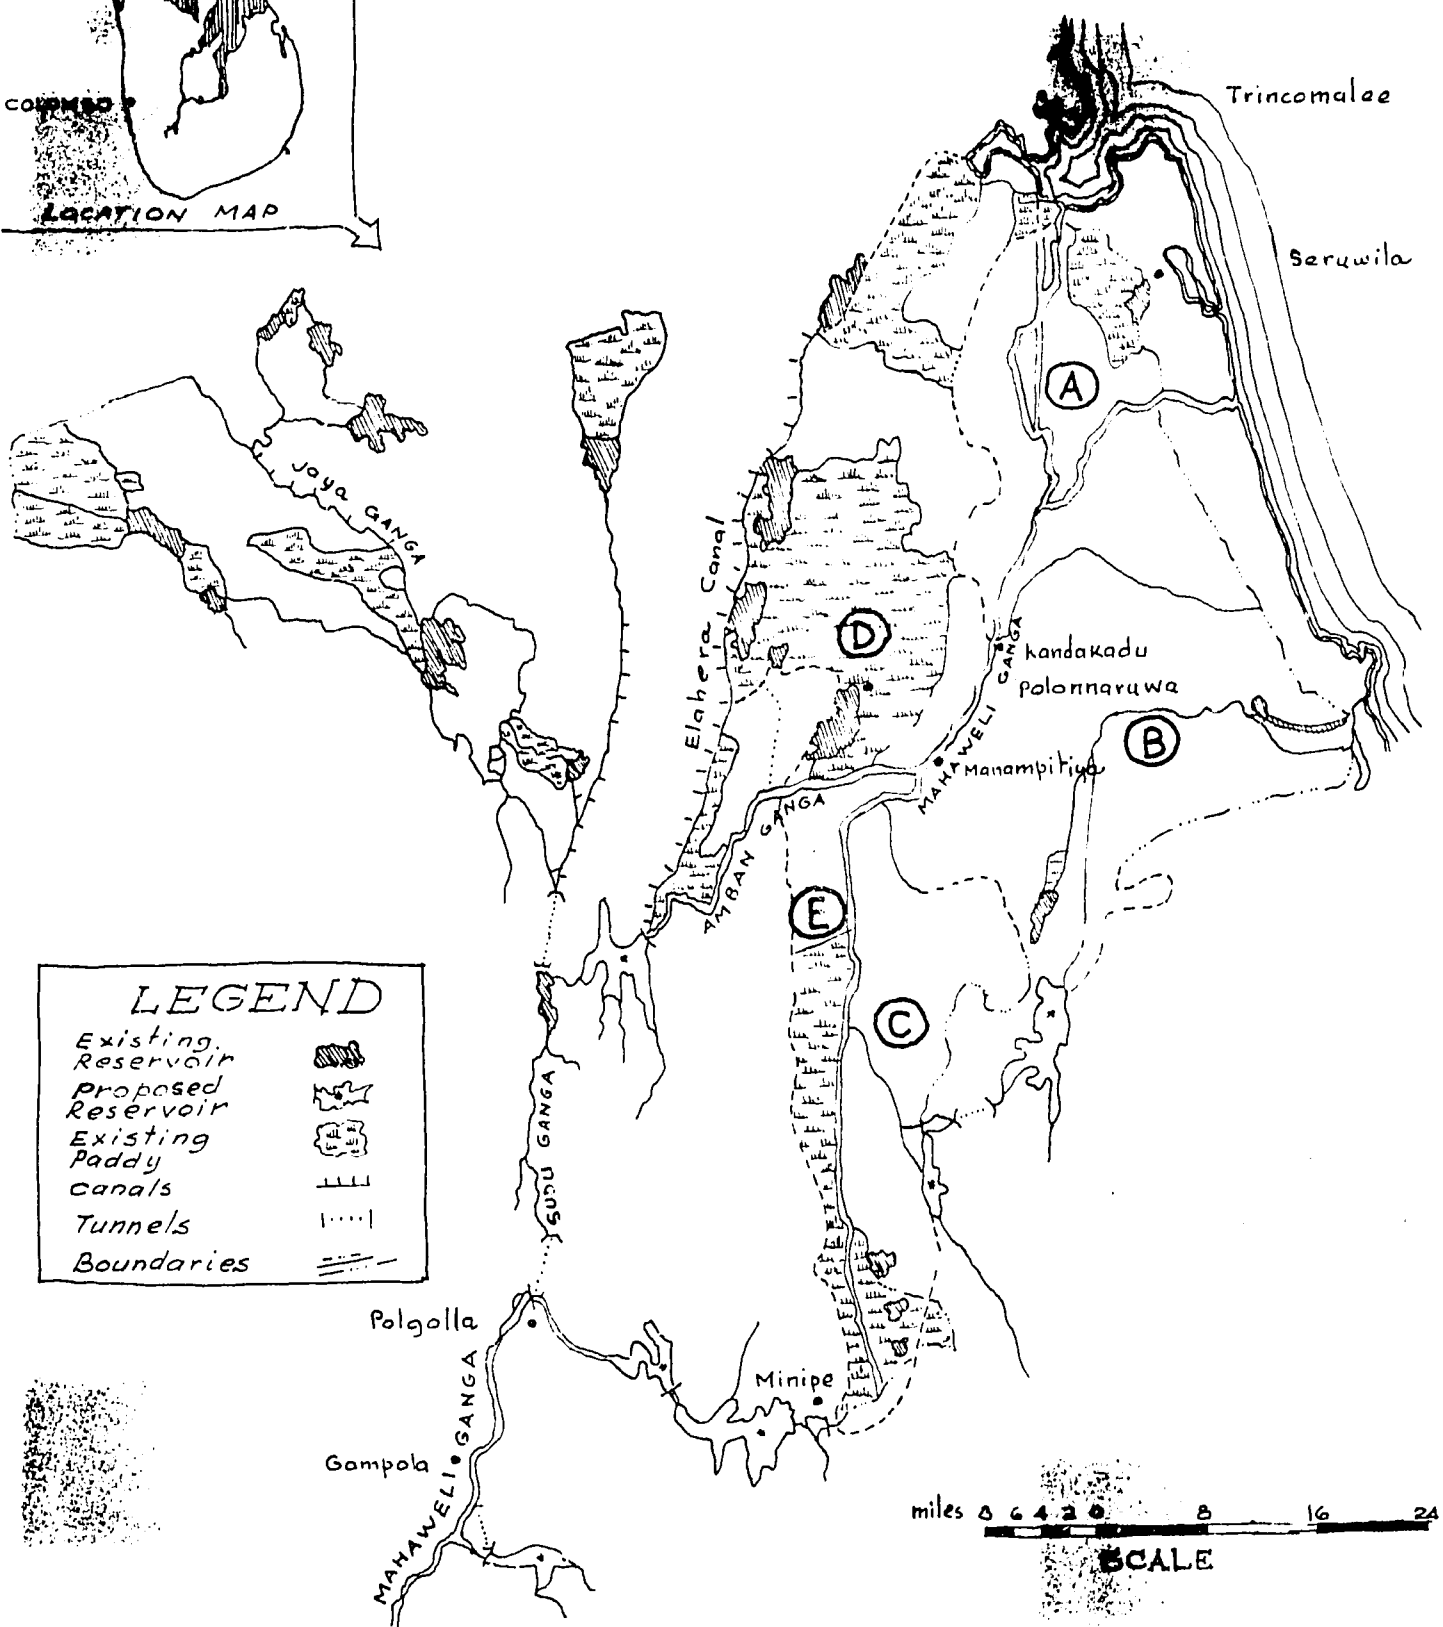 COLOMBO
LOCATION MAP
Trincomalee
Seruwila
A
Jaya GANGA
Elahera Canal
D
MAHAWELI GANGA
Kandakadu
Polonnaruwa
B
Manampitiya
AMBAN GANGA
E
C
LEGEND
Existing.
Reservoir
proposed
Reservoir
Existing
Paddy
canals
Tunnels
Boundaries
SUDU GANGA
Polgolla
Minipe
Gampola
MAHAWELI GANGA
miles 8 6 4 2 0 8 16 24
SCALE